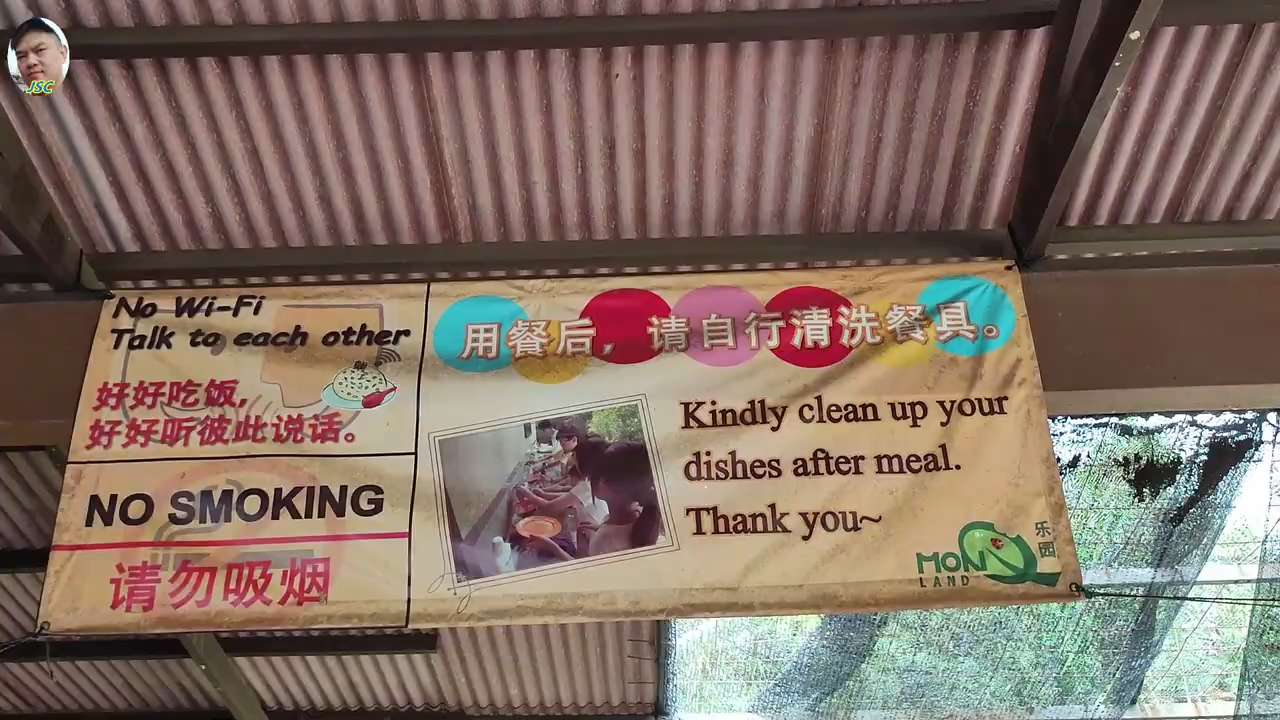 JSC
No Wi-Fi
Talk to each other
好好吃饭,
好好听彼此说话。
NO SMOKING
请勿吸烟
用餐后，请自行清洗餐具。
Kindly clean up your
dishes after meal.
Thank you~
MONQ
LAND
乐园